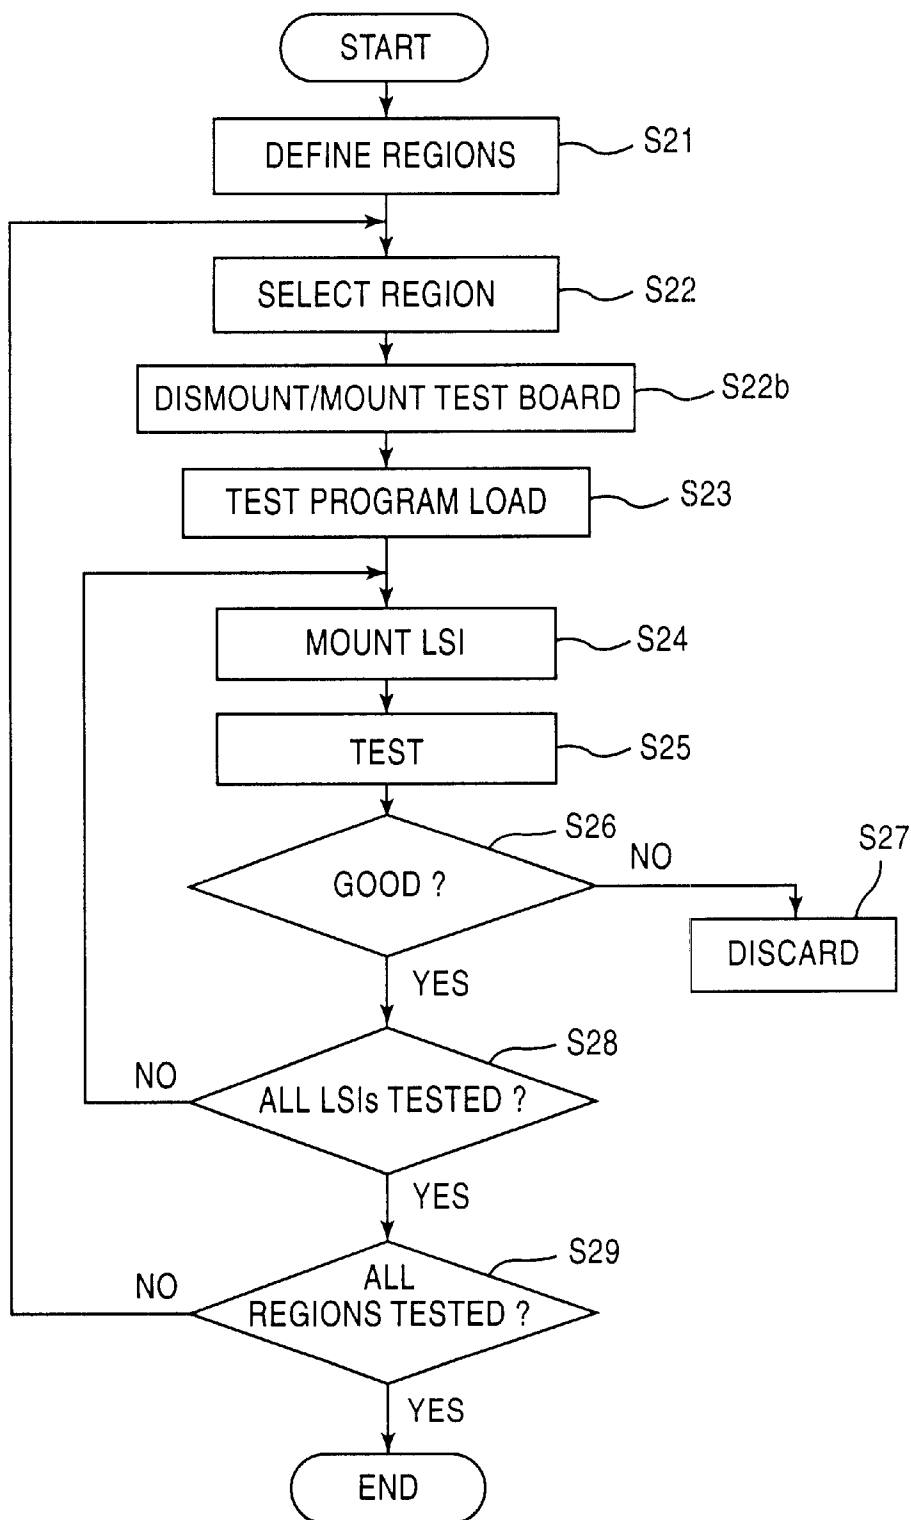 START
DEFINE REGIONS
S21
SELECT REGION
S22
DISMOUNT/MOUNT TEST BOARD
S22b
TEST PROGRAM LOAD
S23
MOUNT LSI
S24
TEST
S25
S26
GOOD ?
NO
S27
DISCARD
YES
S28
NO
ALL LSIs TESTED ?
YES
S29
NO
ALL
REGIONS TESTED ?
YES
END